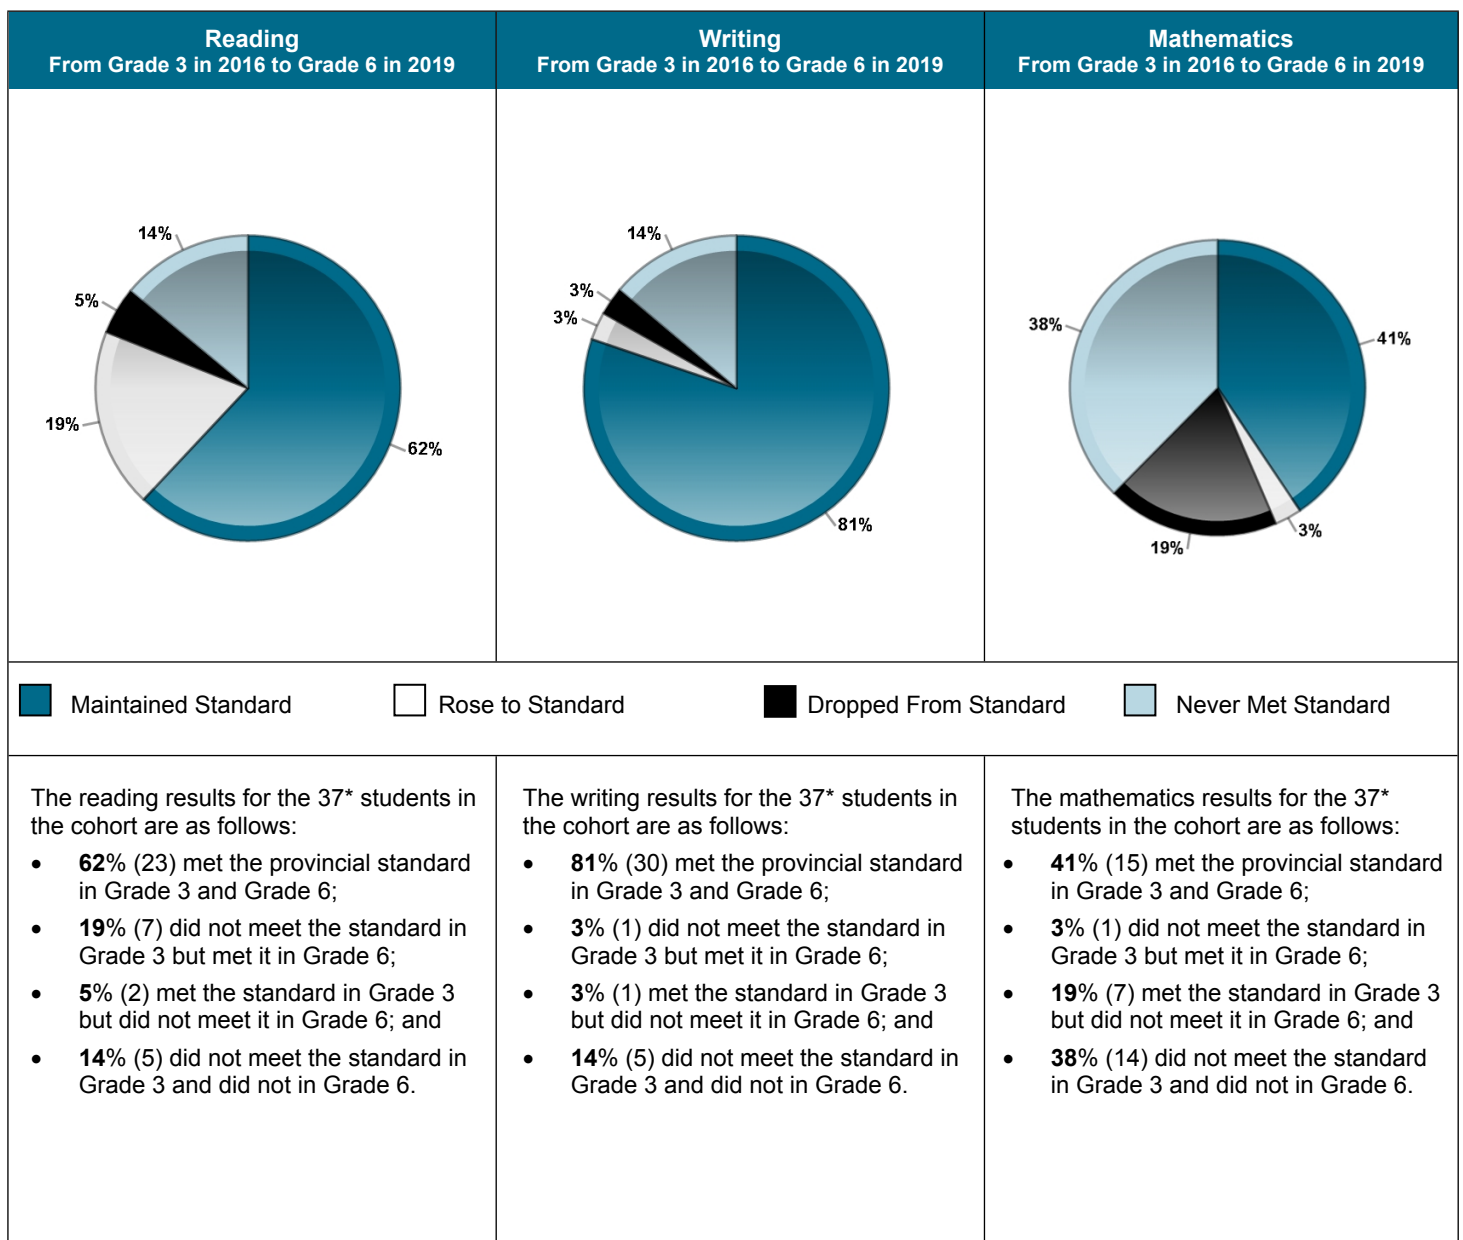 Reading
From Grade 3 in 2016 to Grade 6 in 2019
Writing
From Grade 3 in 2016 to Grade 6 in 2019
Mathematics
From Grade 3 in 2016 to Grade 6 in 2019
14%
5%
19%
62%
14%
3%
3%
81%
38%
41%
19%
3%
Maintained Standard
Rose to Standard
Dropped From Standard
Never Met Standard
The reading results for the 37* students in
the cohort are as follows:
• 62% (23) met the provincial standard
in Grade 3 and Grade 6;
• 19% (7) did not meet the standard in
Grade 3 but met it in Grade 6;
• 5% (2) met the standard in Grade 3
but did not meet it in Grade 6; and
• 14% (5) did not meet the standard in
Grade 3 and did not in Grade 6.
The writing results for the 37* students in
the cohort are as follows:
• 81% (30) met the provincial standard
in Grade 3 and Grade 6;
• 3% (1) did not meet the standard in
Grade 3 but met it in Grade 6;
• 3% (1) met the standard in Grade 3
but did not meet it in Grade 6; and
• 14% (5) did not meet the standard in
Grade 3 and did not in Grade 6.
The mathematics results for the 37*
students in the cohort are as follows:
• 41% (15) met the provincial standard
in Grade 3 and Grade 6;
• 3% (1) did not meet the standard in
Grade 3 but met it in Grade 6;
• 19% (7) met the standard in Grade 3
but did not meet it in Grade 6; and
• 38% (14) did not meet the standard
in Grade 3 and did not in Grade 6.